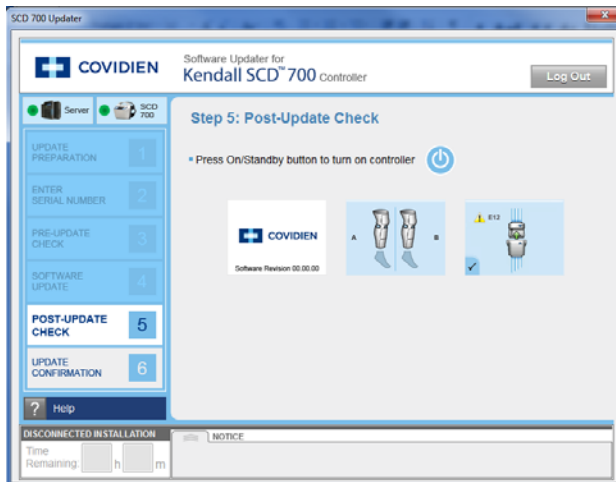 SCD 700 Updater
COVIDIEN
Software Updater for
Kendall SCD™ 700 Controller
Log Out
Server
SCD
700
Step 5: Post-Update Check
Press On/Standby button to turn on controller
UPDATE
PREPARATION
1
ENTER
SERIAL NUMBER
2
PRE-UPDATE
CHECK
3
SOFTWARE
UPDATE
4
POST-UPDATE
CHECK
5
UPDATE
CONFIRMATION
6
COVIDIEN
Software Revision 00.00.00
A
B
E12
? Help
DISCONNECTED INSTALLATION
Time
Remaining: h m
NOTICE